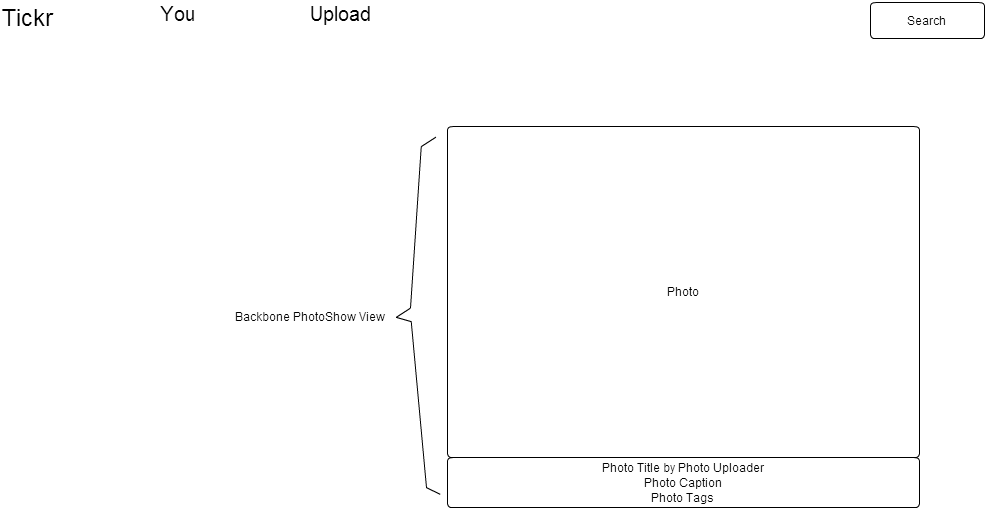 Tickr
You
Upload
Search
Photo
Backbone PhotoShow View
Photo Title by Photo Uploader
Photo Caption
Photo Tags